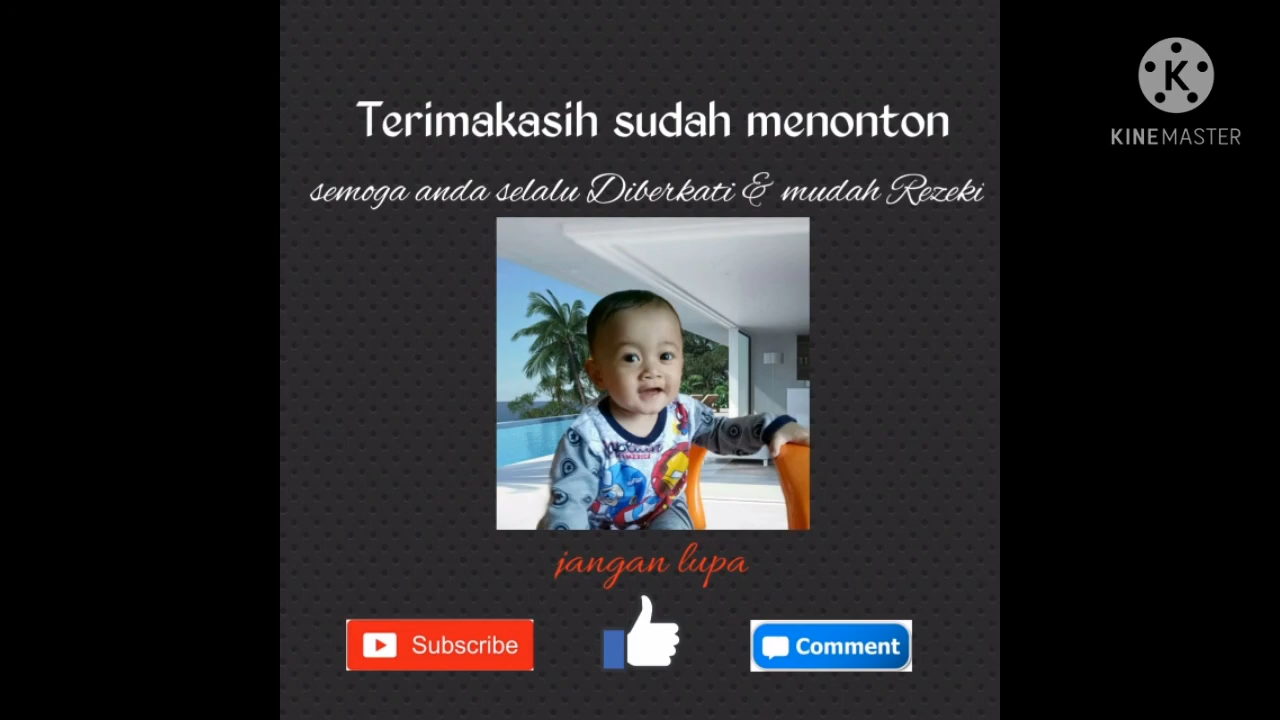 Terimakasih sudah menonton
KINEMASTER
semoga anda selalu Diberkati & mudah Rezeki
jangan lupa
Subscribe
Comment